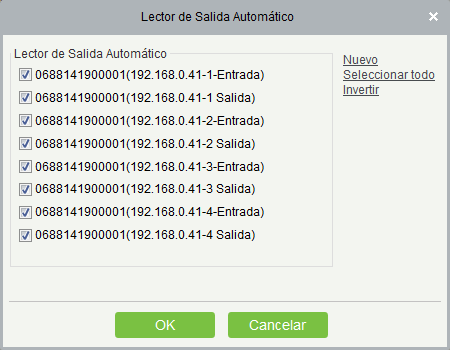 Lector de Salida Automático
Lector de Salida Automático
0688141900001(192.168.0.41-1-Entrada)
0688141900001(192.168.0.41-1 Salida)
0688141900001(192.168.0.41-2-Entrada)
0688141900001(192.168.0.41-2 Salida)
0688141900001(192.168.0.41-3-Entrada)
0688141900001(192.168.0.41-3 Salida)
0688141900001(192.168.0.41-4-Entrada)
0688141900001(192.168.0.41-4 Salida)
Nuevo
Seleccionar todo
Invertir
OK
Cancelar